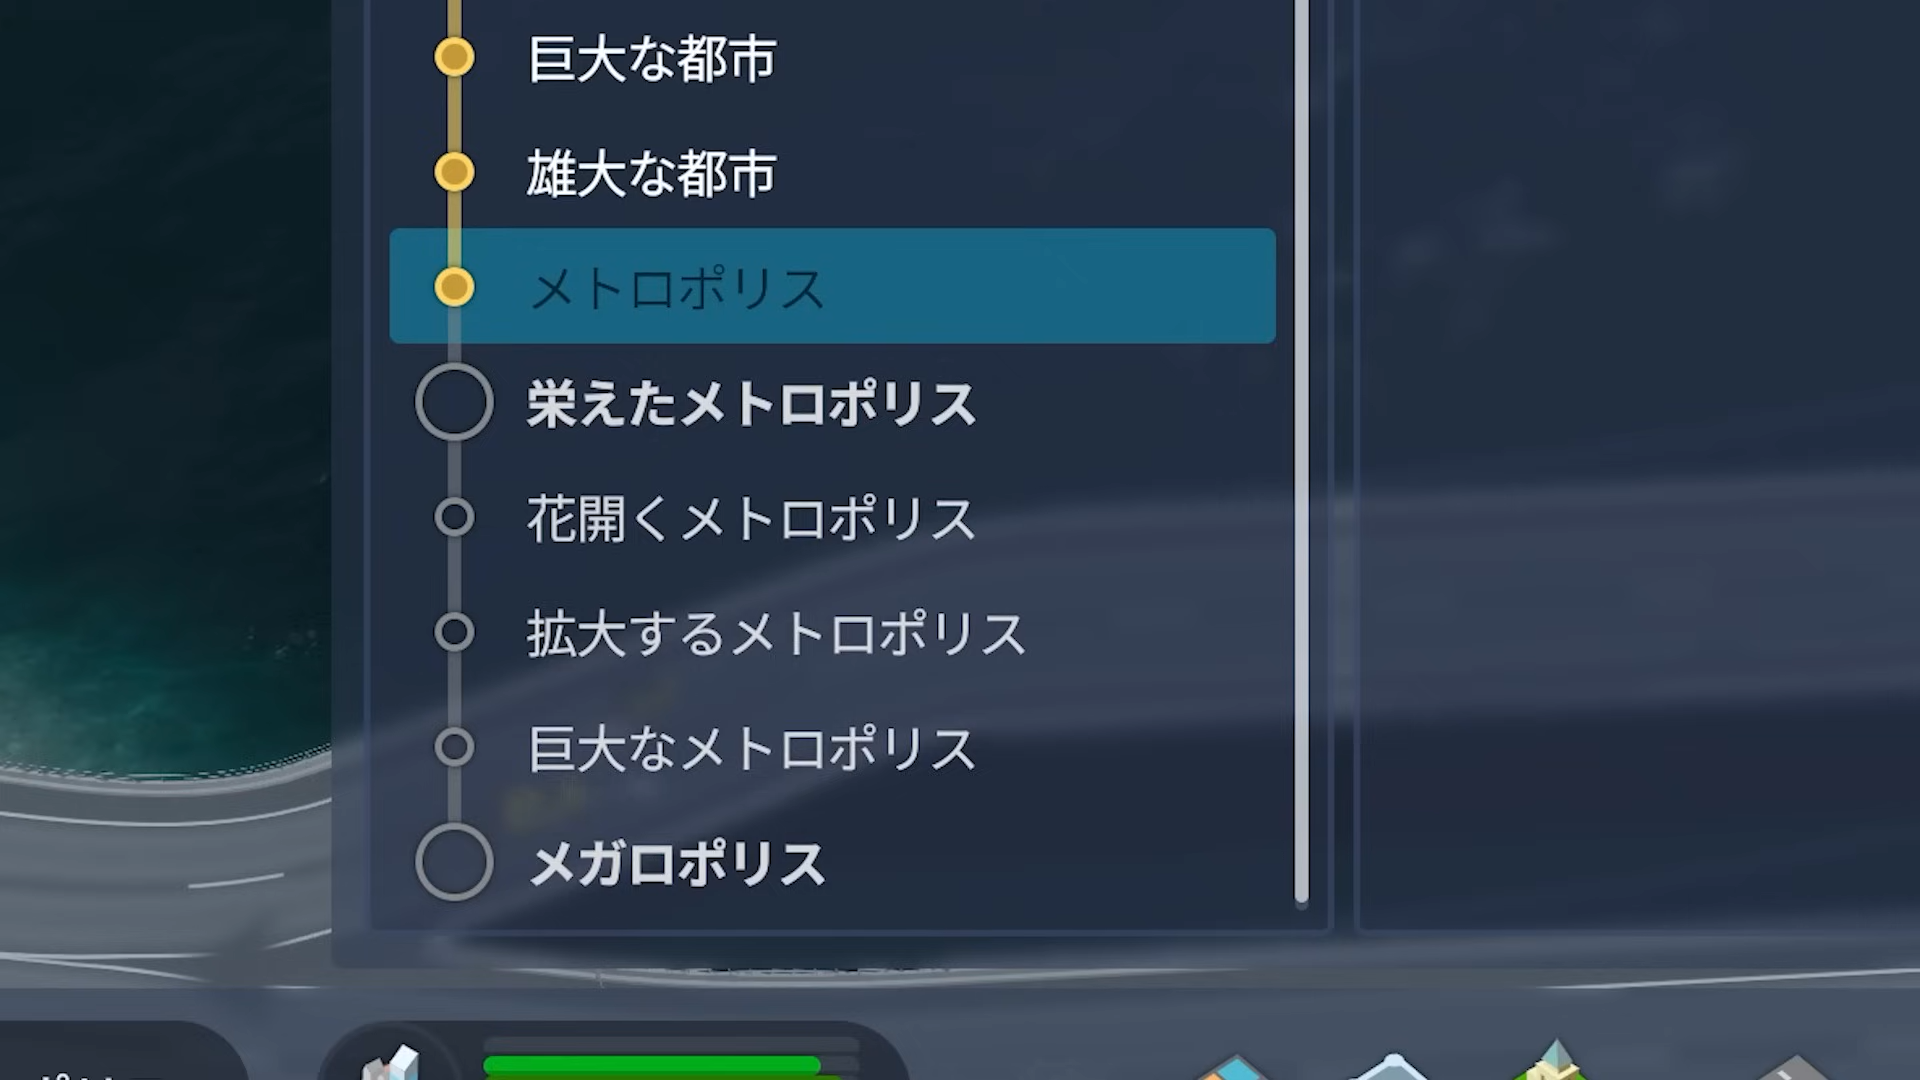 巨大な都市
雄大な都市
メトロポリス
栄えたメトロポリス
花開くメトロポリス
拡大するメトロポリス
巨大なメトロポリス
メガロポリス